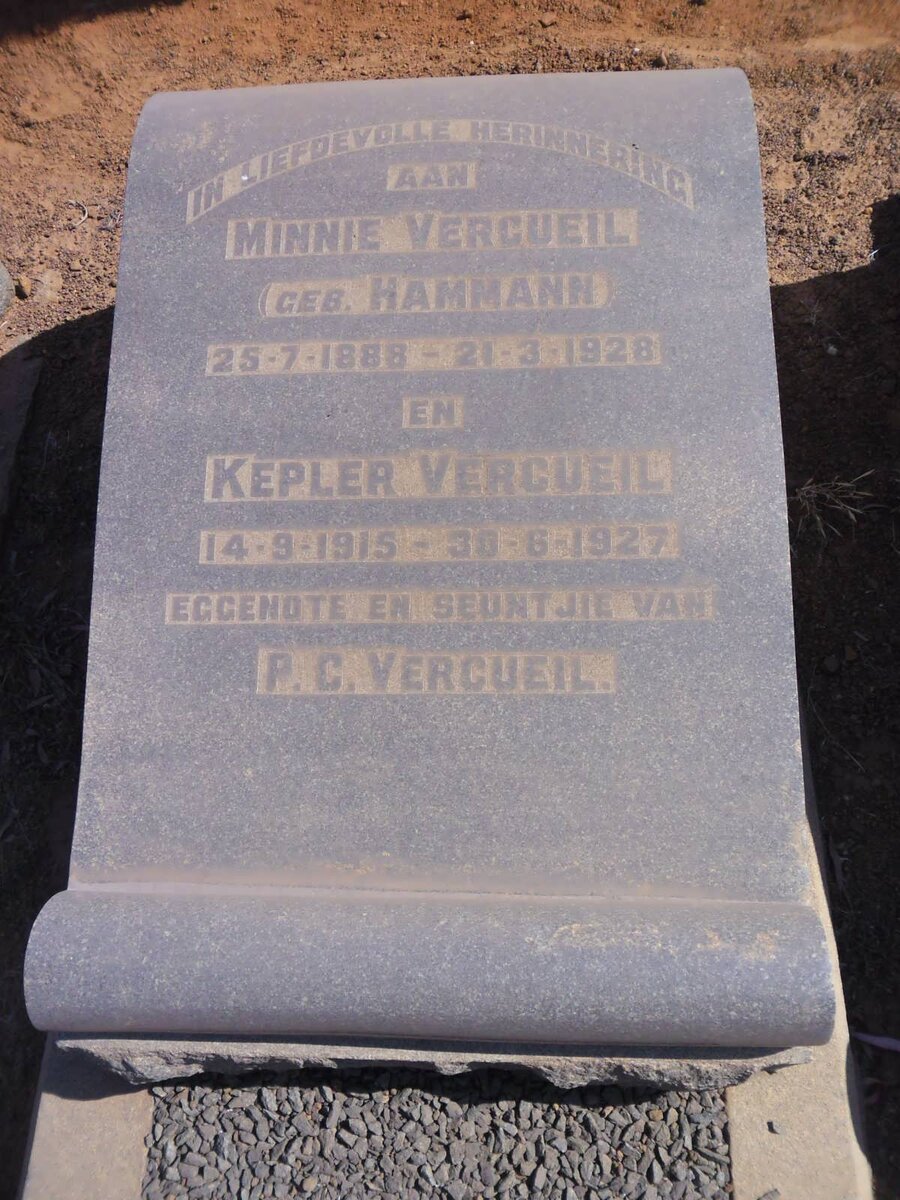 IN LIEFDEVOLLE HERINNERING
AAN
MINNIE VERCUEIL
(GEB. HAMMANN)
25-7-1888 - 21-3-1928
EN
KEPLER VERCUEIL
14-9-1915 - 30-6-1927
EGGENOTE EN SEUNTJIE VAN
P. C. VERCUEIL.